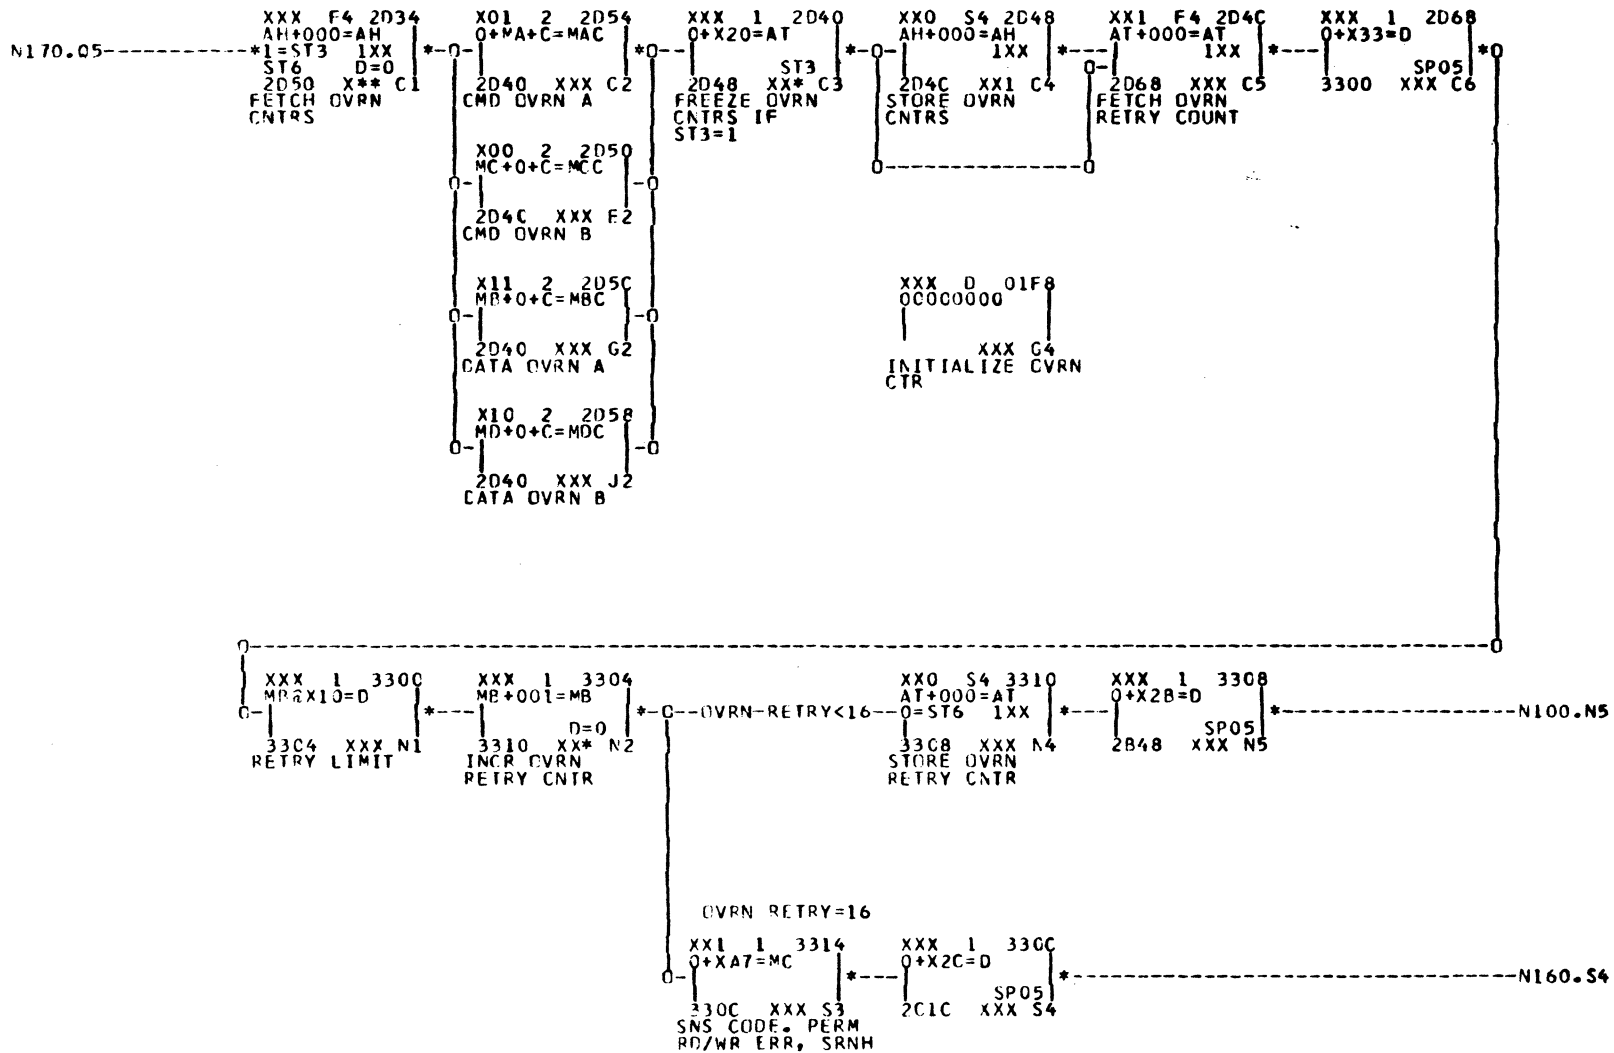 XXX F4 2D34
AH+000=AH
N170.Q5-----------*1=ST3 1XX *-0-
ST6 D=0
2D50 X** C1
FETCH OVRN
CNTRS
X01 2 2D54
0+MA+C=MAC
2D40 XXX C2
CMD OVRN A
X00 2 2D50
MC+0+C=MCC
2D4C XXX E2
CMD OVRN B
X11 2 2D5C
MB+0+C=MBC
2D40 XXX G2
DATA OVRN A
X10 2 2D58
MD+0+C=MDC
2D40 XXX J2
DATA OVRN B
XXX 1 2D40
0+X20=AT
ST3
2D48 XX* C3
FREEZE OVRN
CNTRS IF
ST3=1
XX0 S4 2D48
AH+000=AH
1XX
2D4C XX1 C4
STORE OVRN
CNTRS
XX1 F4 2D4C
AT+000=AT
1XX
2D68 XXX C5
FETCH OVRN
RETRY COUNT
XXX 1 2D68
0+X33=D
SP05
3300 XXX C6
XXX D 01F8
00000000
XXX G4
INITIALIZE OVRN
CTR
XXX 1 3300
MB@X10=D
3304 XXX N1
RETRY LIMIT
XXX 1 3304
MB+001=MB
D=0
3310 XX* N2
INCR OVRN
RETRY CNTR
OVRN-RETRY<16
XX0 S4 3310
AT+000=AT
0=ST6 1XX
3308 XXX N4
STORE OVRN
RETRY CNTR
XXX 1 3308
0+X2B=D
SP05
2B48 XXX N5
N100.N5
OVRN RETRY=16
XX1 1 3314
0+XA7=MC
330C XXX S3
SNS CODE. PERM
RD/WR ERR, SRNH
XXX 1 330C
0+X2C=D
SP05
2C1C XXX S4
N160.S4